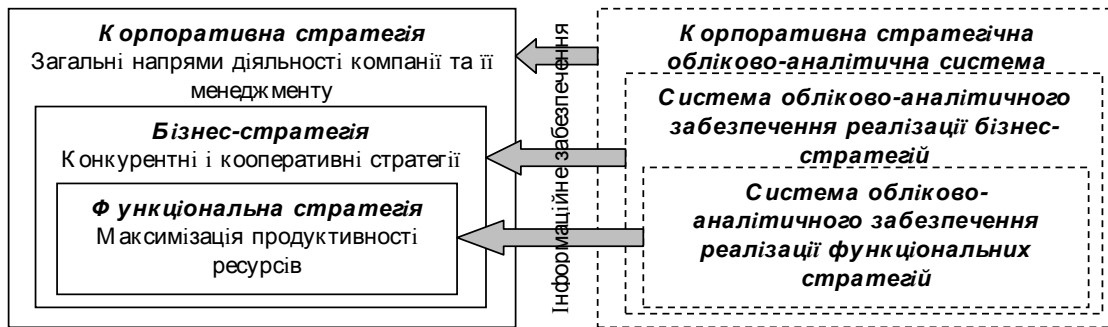 Корпоративна стратегія
Загальні напрями діяльності компанії та її
менеджменту
Бізнес-стратегія
Конкурентні і кооперативні стратегії
Функціональна стратегія
Максимізація продуктивності
ресурсів
Інформаційне забезпечення
Корпоративна стратегічна
обліково-аналітична система
Система обліково-аналітичного
забезпечення реалізації бізнес-
стратегій
Система обліково-
аналітичного забезпечення
реалізації функціональних
стратегій